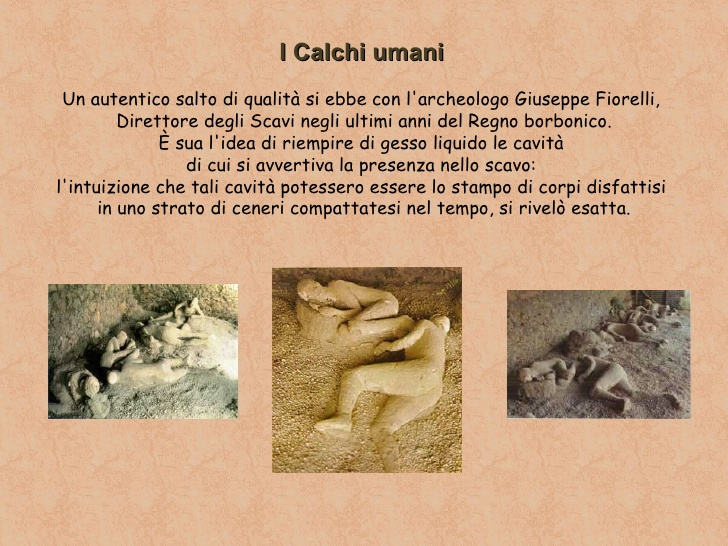 I Calchi umani
Un autentico salto di qualità si ebbe con l'archeologo Giuseppe Fiorelli,
Direttore degli Scavi negli ultimi anni del Regno borbonico.
È sua l'idea di riempire di gesso liquido le cavità
di cui si avvertiva la presenza nello scavo:
l'intuizione che tali cavità potessero essere lo stampo di corpi disfattisi
in uno strato di ceneri compattatesi nel tempo, si rivelò esatta.